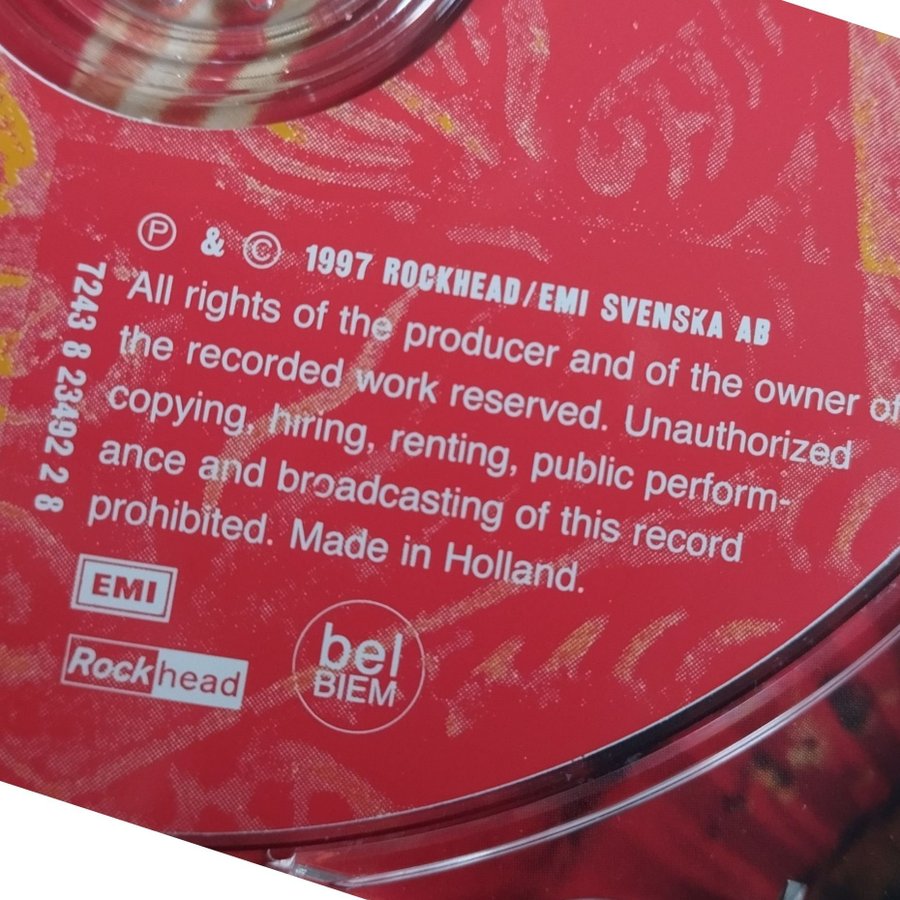 Ⓟ & © 1997 ROCKHEAD/EMI SVENSKA AB
All rights of the producer and of the owner of
the recorded work reserved. Unauthorized
copying, hiring, renting, public perform-
ance and broadcasting of this record
prohibited. Made in Holland.
7243 8 23492 2 8
EMI
Rockhead
bel
BIEM